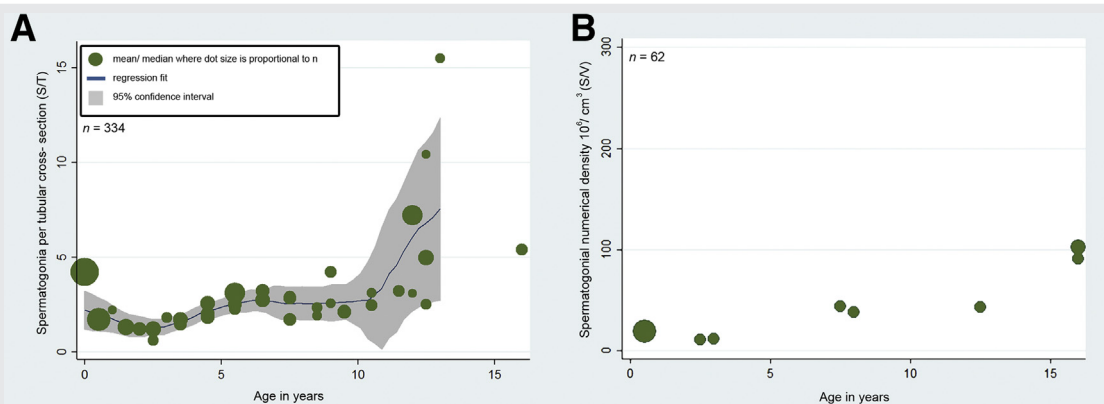 A
mean/ median where dot size is proportional to n
regression fit
95% confidence interval
n = 334
Spermatogonia per tubular cross- section (S/T)
15
10
5
0
0 5 10 15
Age in years
B
n = 62
Spermatogonial numerical density 10⁶/ cm³ (S/V)
300
200
100
0
0 5 10 15
Age in years